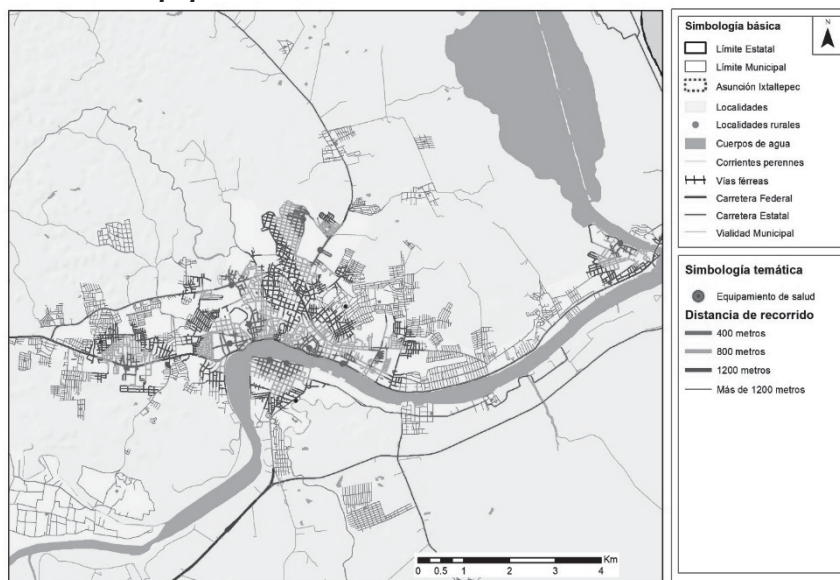 Simbología básica
N
Límite Estatal
Límite Municipal
Asunción Ixtaltepec
Localidades
Localidades rurales
Cuerpos de agua
Corrientes perennes
Vías férreas
Carretera Federal
Carretera Estatal
Vialidad Municipal
Simbología temática
Equipamiento de salud
Distancia de recorrido
400 metros
800 metros
1200 metros
Más de 1200 metros
Km
0 0.5 1 2 3 4